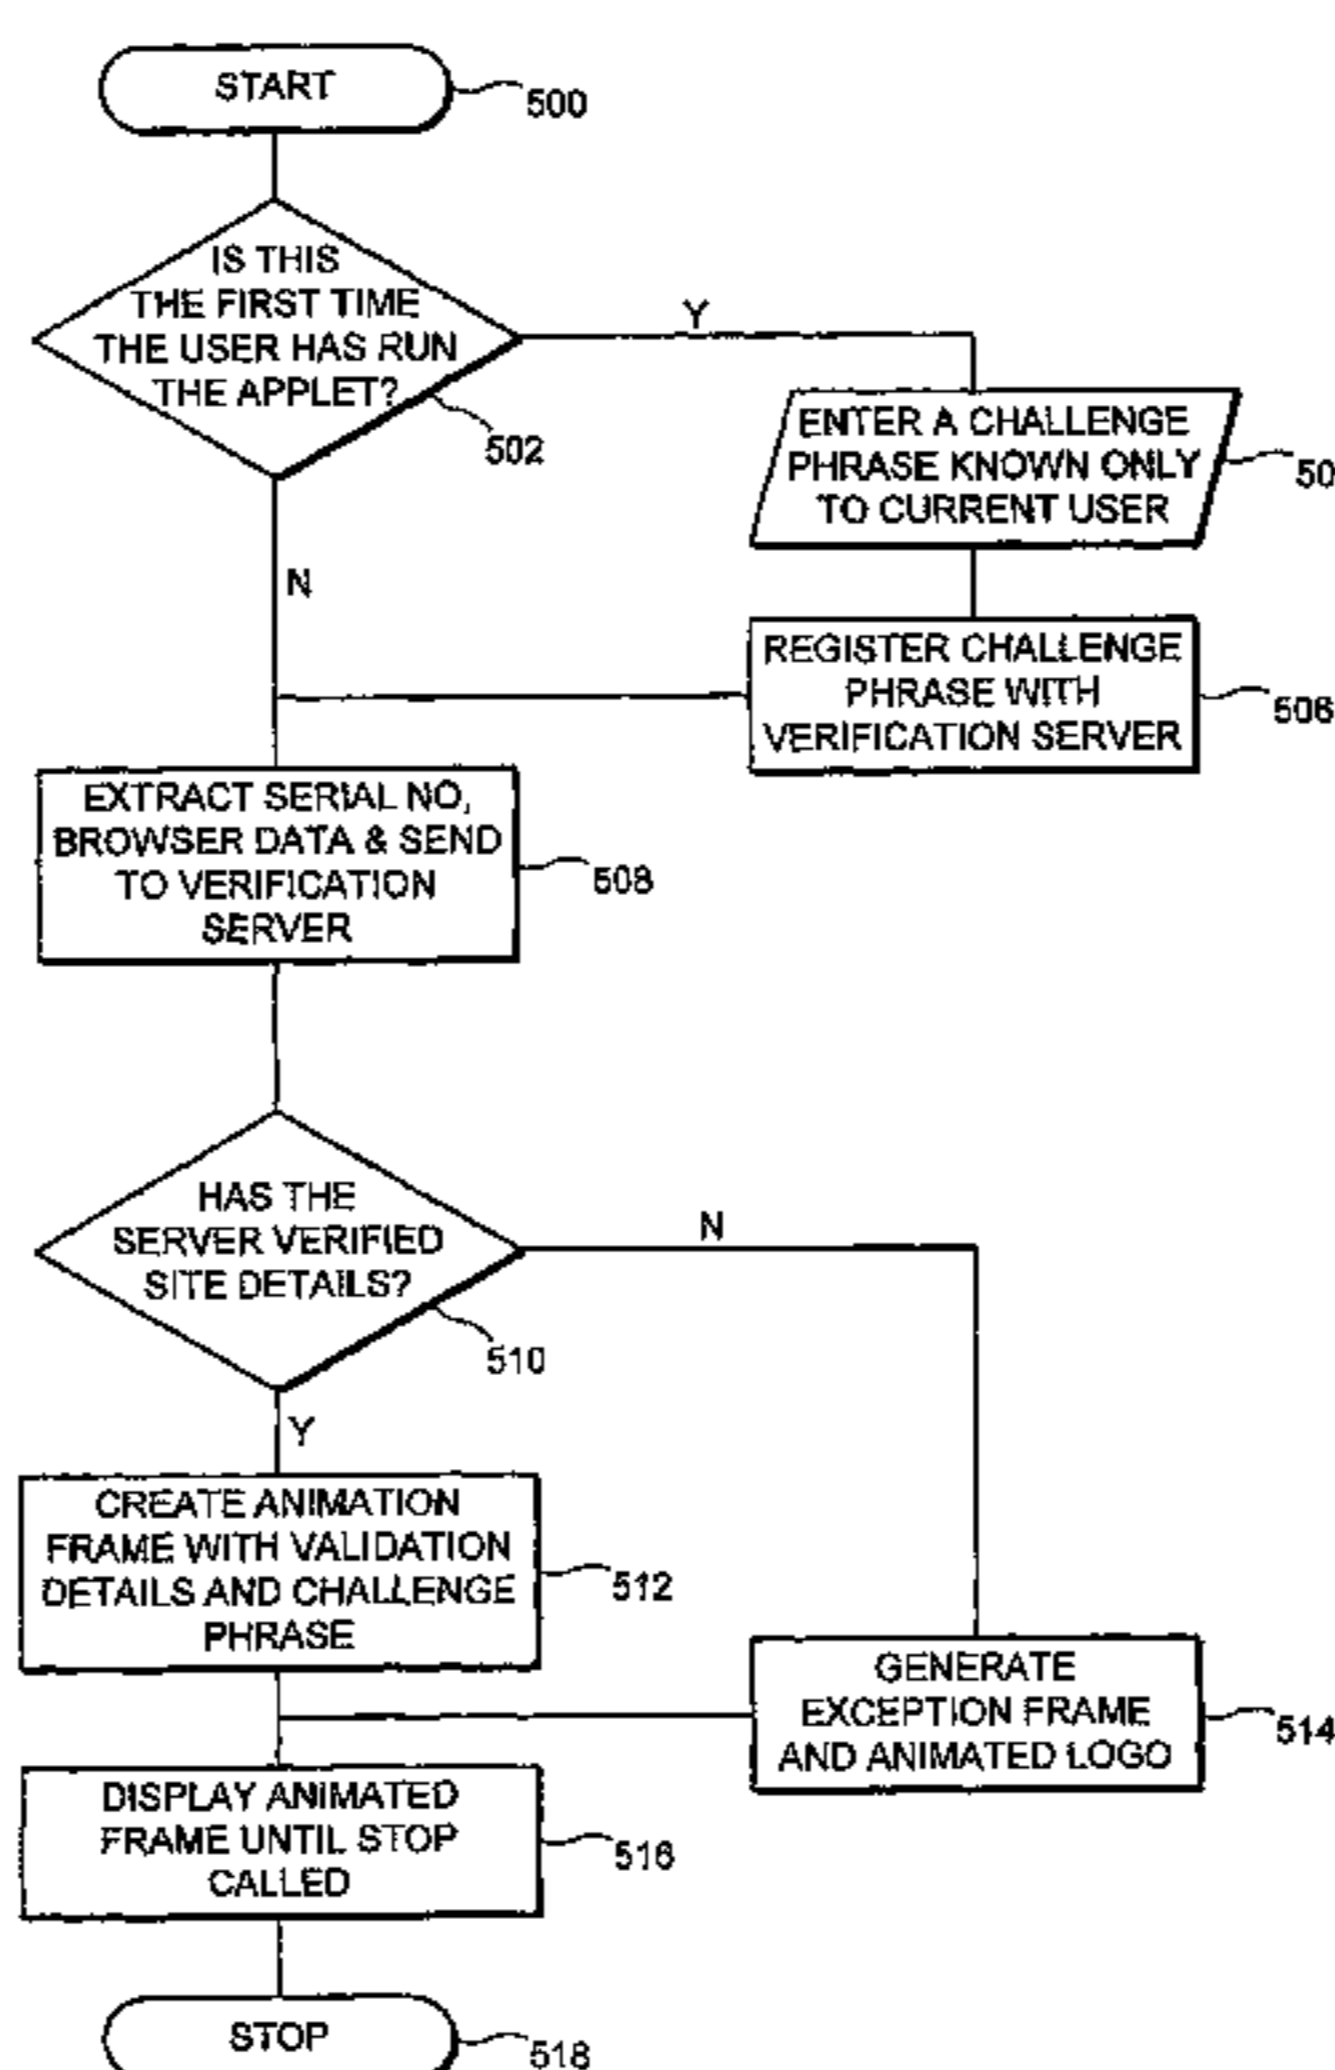 START
500
IS THIS
THE FIRST TIME
THE USER HAS RUN
THE APPLET?
502
Y
ENTER A CHALLENGE
PHRASE KNOWN ONLY
TO CURRENT USER
50
N
REGISTER CHALLENGE
PHRASE WITH
VERIFICATION SERVER
506
EXTRACT SERIAL NO,
BROWSER DATA & SEND
TO VERIFICATION
SERVER
508
HAS THE
SERVER VERIFIED
SITE DETAILS?
510
N
Y
CREATE ANIMATION
FRAME WITH VALIDATION
DETAILS AND CHALLENGE
PHRASE
512
GENERATE
EXCEPTION FRAME
AND ANIMATED LOGO
514
DISPLAY ANIMATED
FRAME UNTIL STOP
CALLED
516
STOP
518